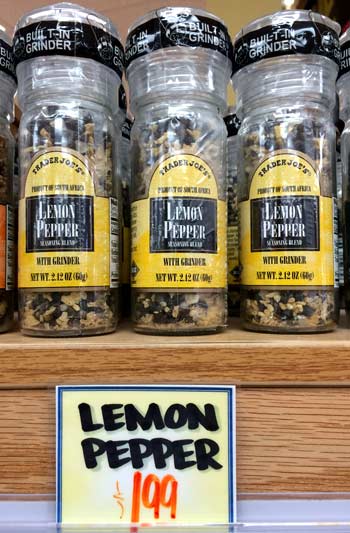 BUILT-IN
GRINDER
BUILT-IN
GRINDER
BUILT-IN
GRINDER
TRADER JOE'S
PRODUCT OF SOUTH AFRICA
LEMON
PEPPER
SEASONING BLEND
WITH GRINDER
NET WT. 2.12 OZ (60g)
TRADER JOE'S
PRODUCT OF SOUTH AFRICA
LEMON
PEPPER
SEASONING BLEND
WITH GRINDER
NET WT. 2.12 OZ (60g)
TRADER JOE'S
PRODUCT OF SOUTH AFRICA
LEMON
PEPPER
SEASONING BLEND
WITH GRINDER
NET WT. 2.12 OZ (60g)
LEMON
PEPPER
$199